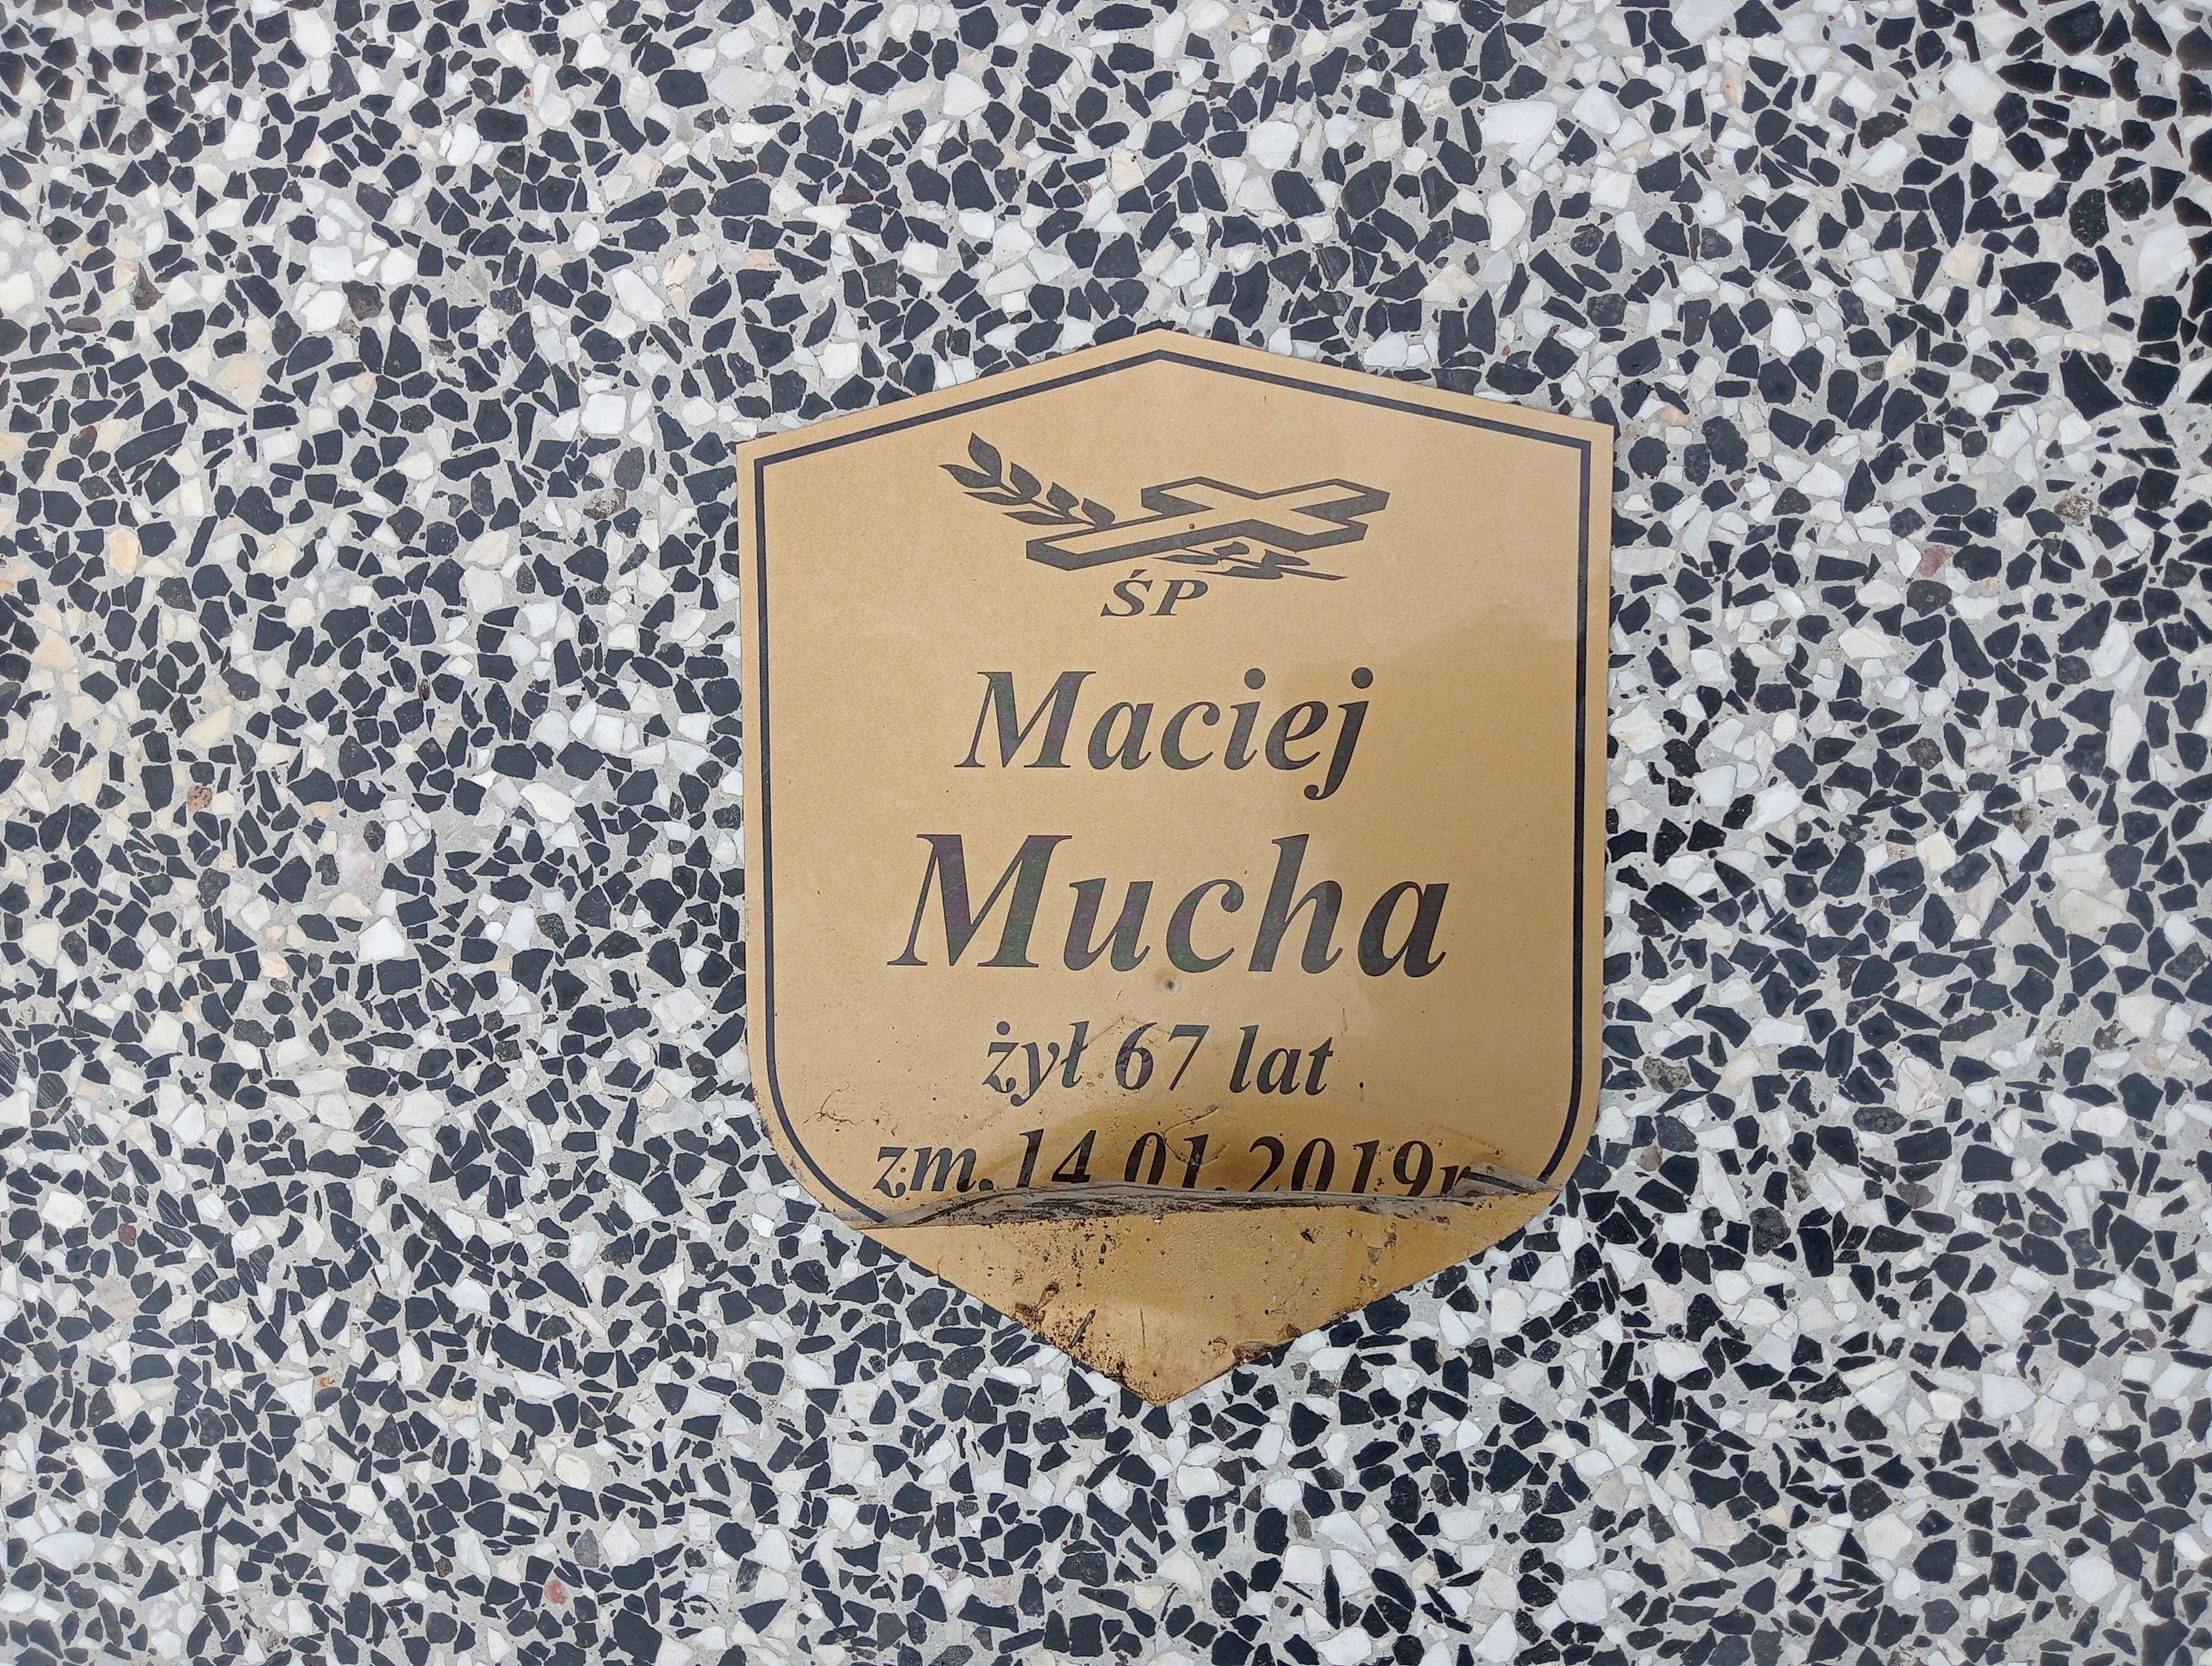 ŚP
Maciej
Mucha
żył 67 lat
zm. 14.01.2019r